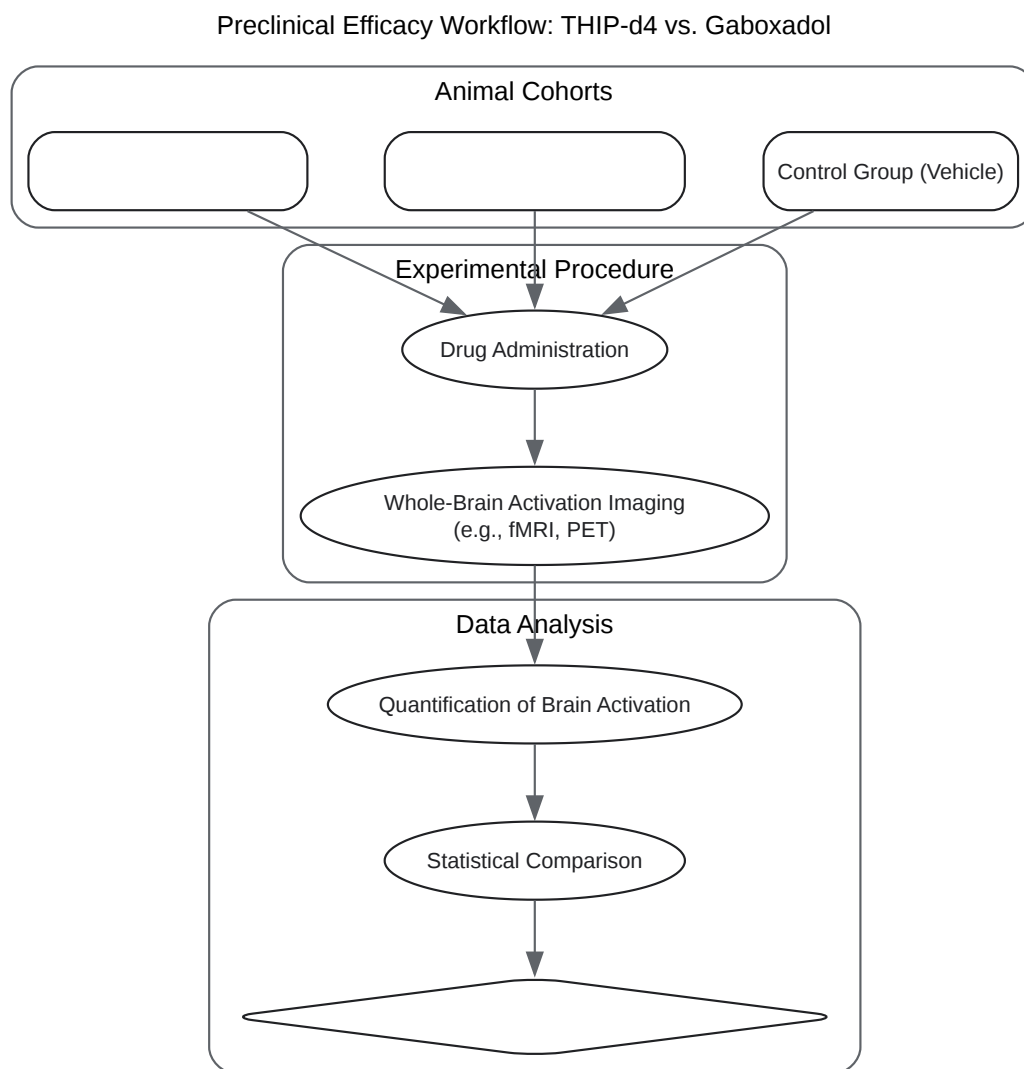 Preclinical Efficacy Workflow: THIP-d4 vs. Gaboxadol
Animal Cohorts
Control Group (Vehicle)
Experimental Procedure
Drug Administration
Whole-Brain Activation Imaging
(e.g., fMRI, PET)
Data Analysis
Quantification of Brain Activation
Statistical Comparison